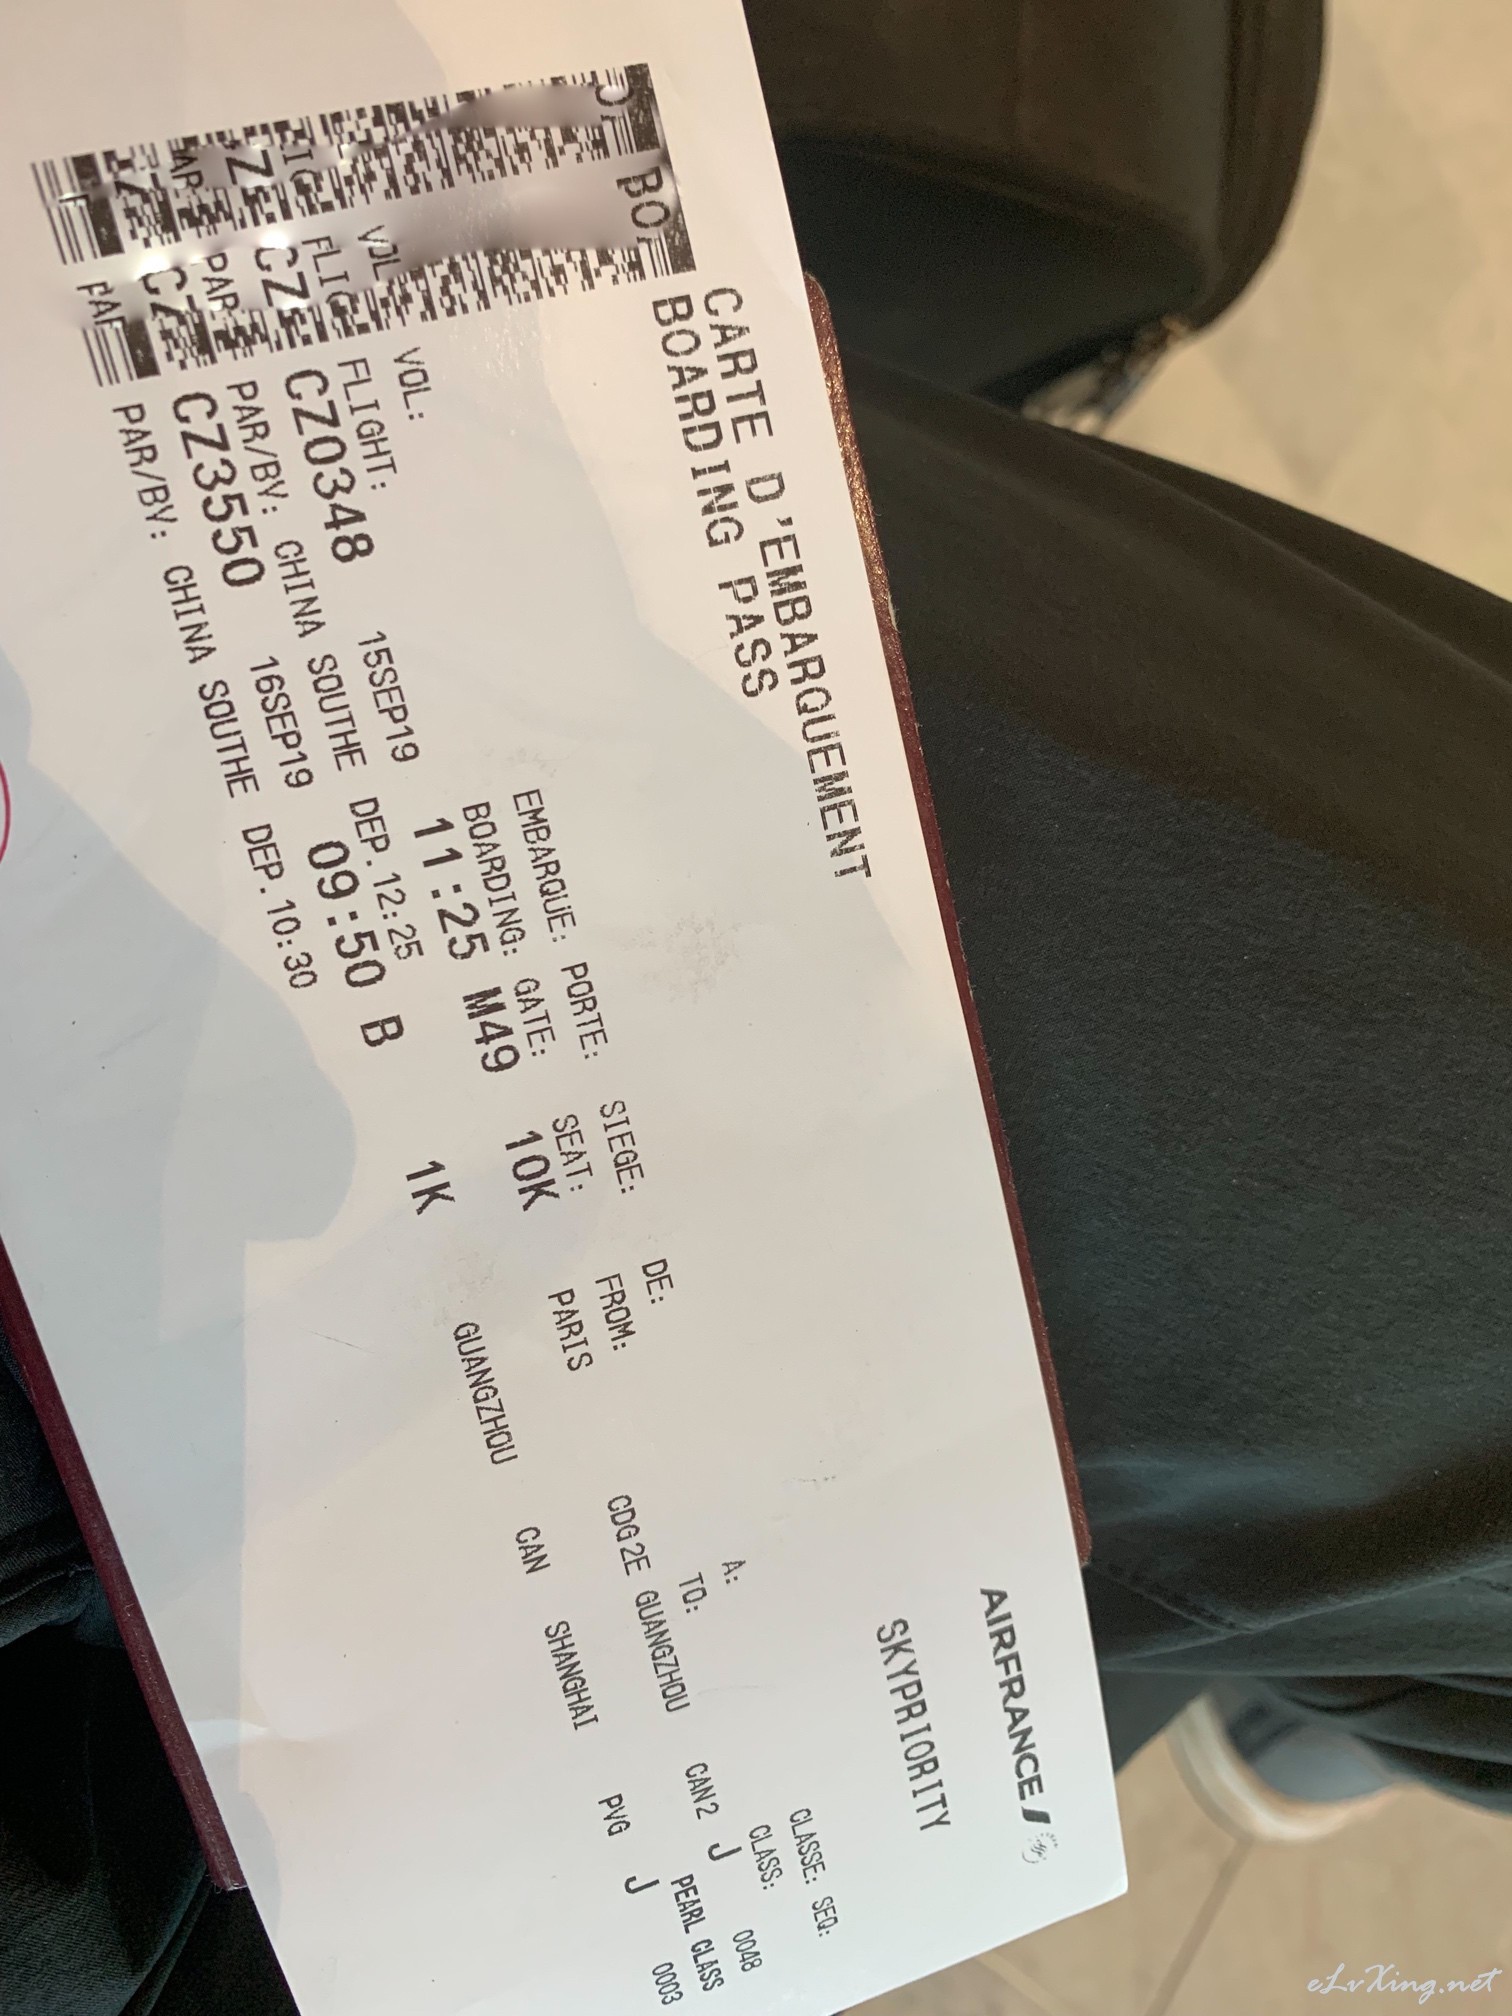 AIRFRANCE
SKYPRIORITY
CARTE D'EMBARQUEMENT
BOARDING PASS
VOL: EMBARQUE: PORTE: SIEGE: DE: A: CLASSE: SEQ:
FLIGHT: BOARDING: GATE: SEAT: FROM: TO: CLASS:
CZ0348 15SEP19 11:25 M49 10K PARIS CDG2E GUANGZHOU CAN2 J 0048
PAR/BY: CHINA SOUTHE DEP.12:25 PEARL CLASS
CZ3550 16SEP19 09:50 B 1K GUANGZHOU CAN SHANGHAI PVG J 0003
PAR/BY: CHINA SOUTHE DEP.10:30
eLvXing.net